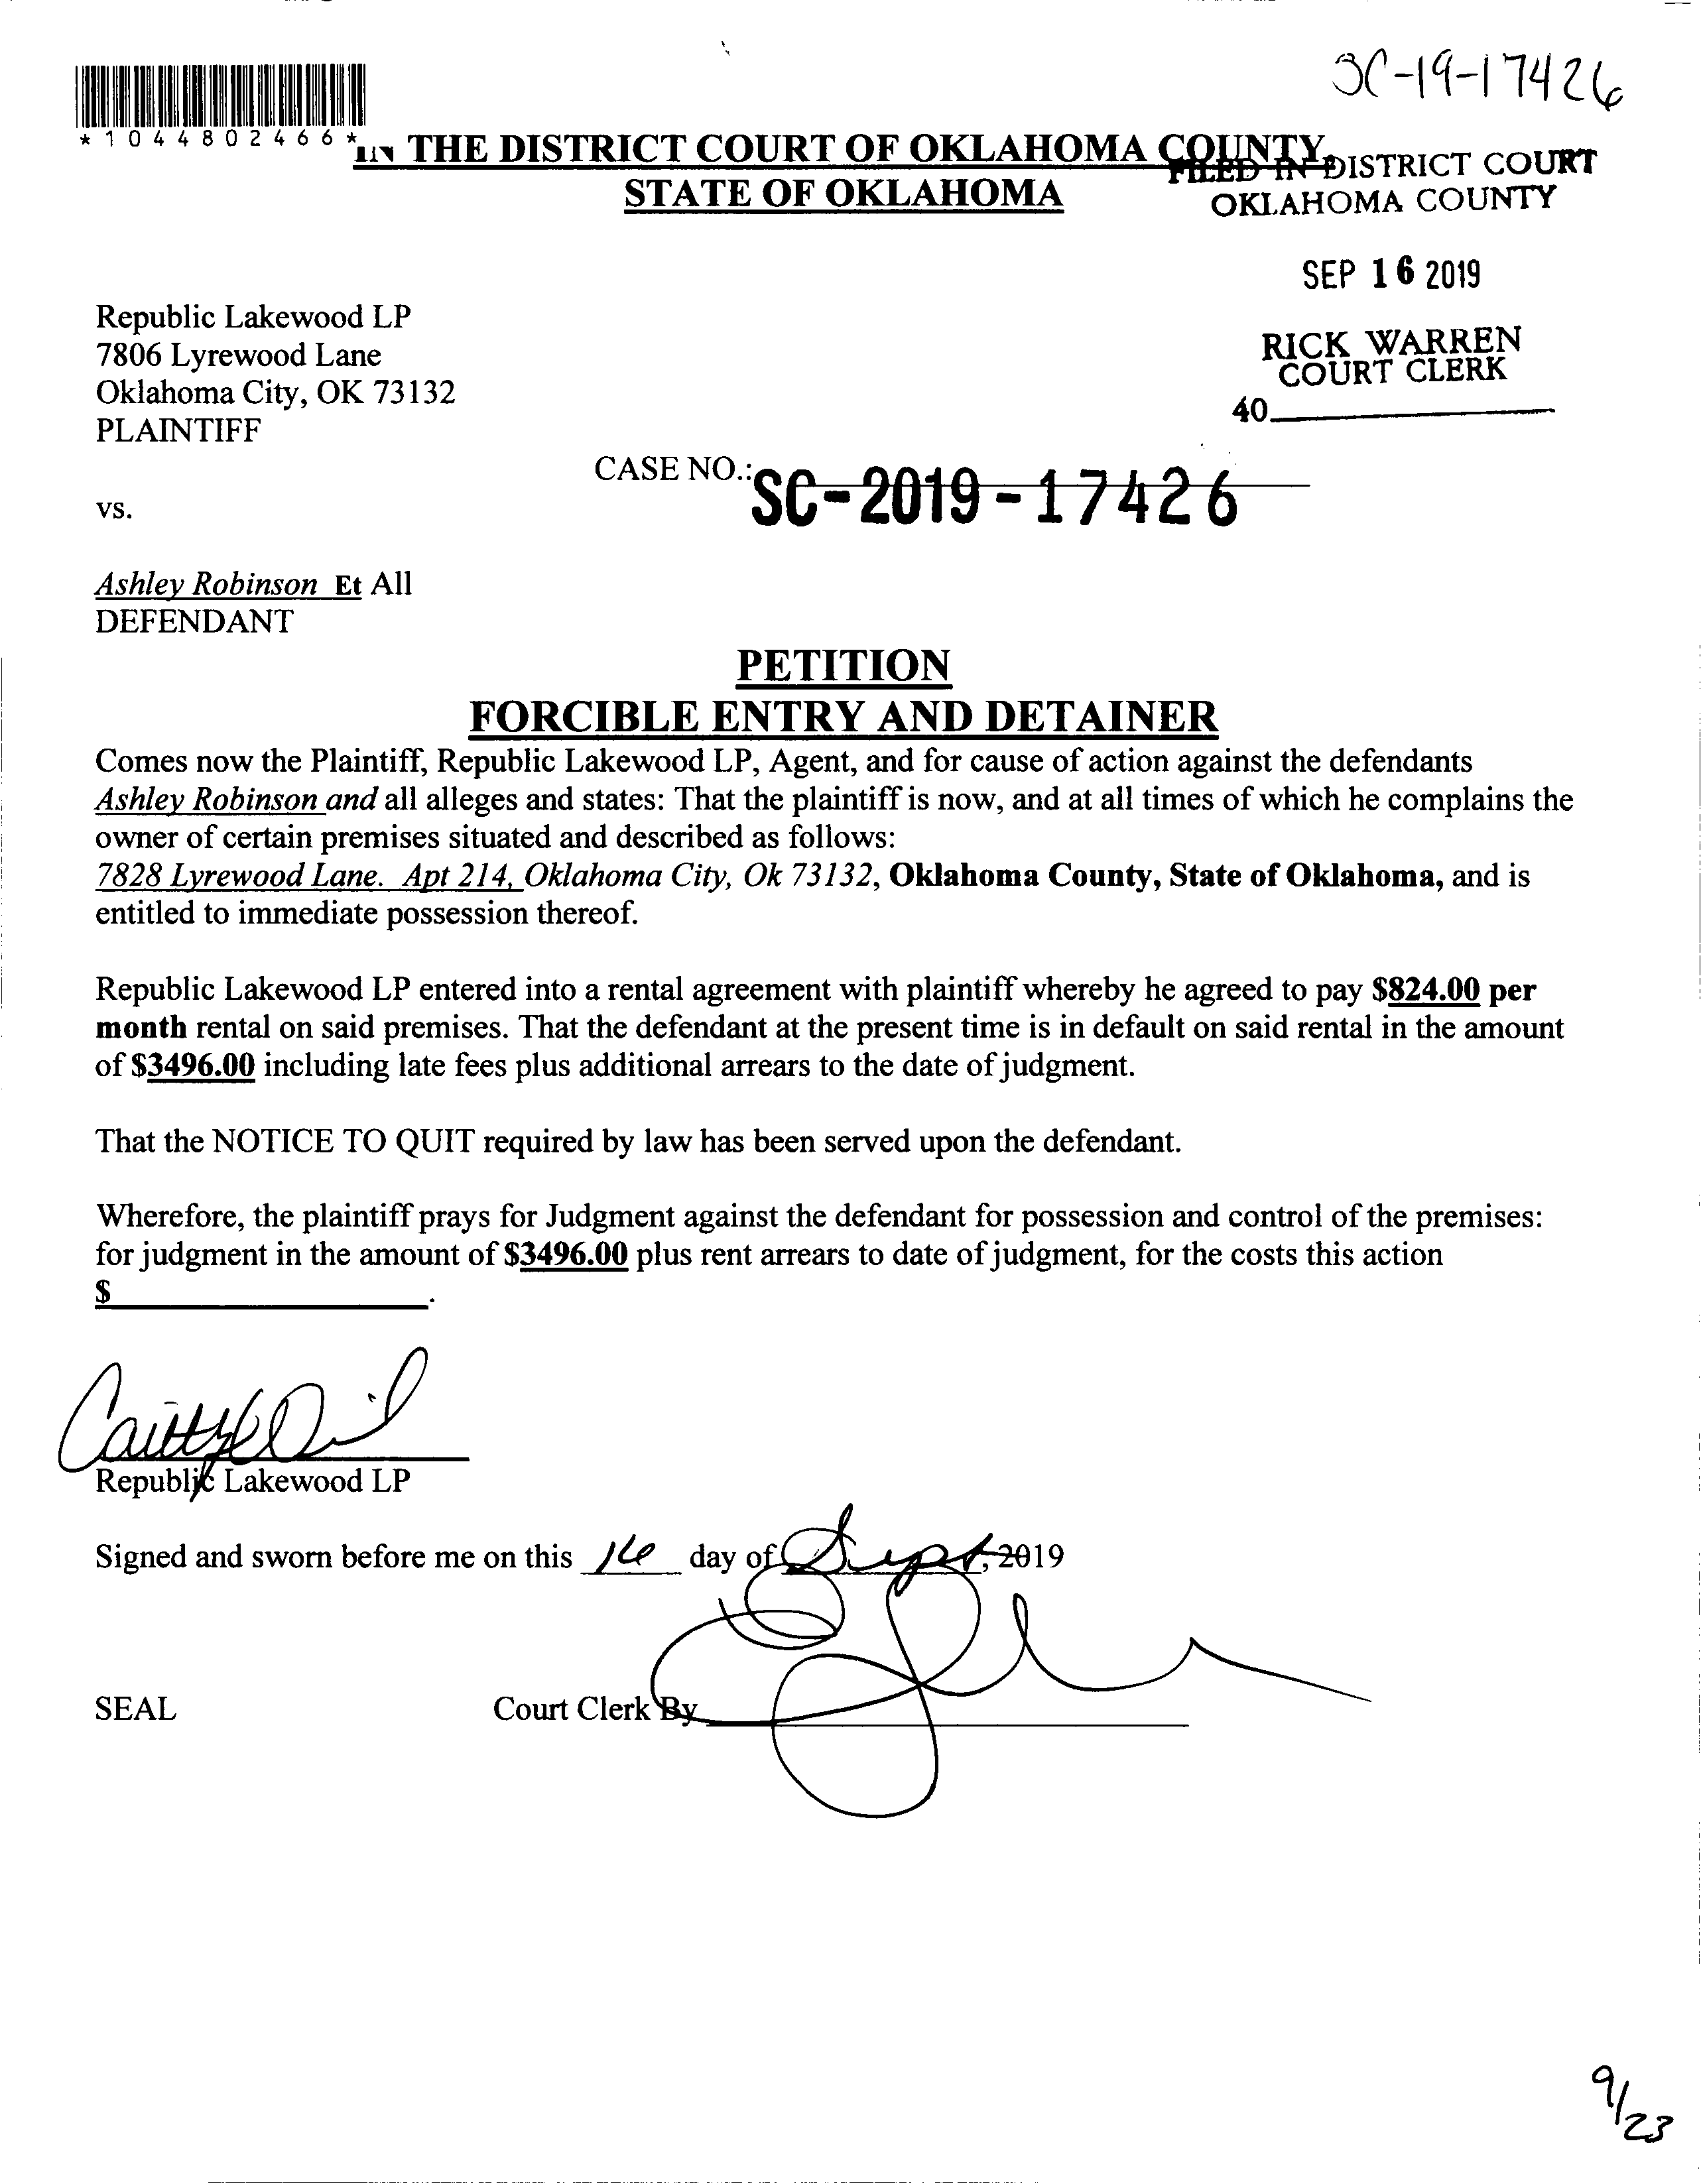 SC-19-17426
*1044802466*
IN THE DISTRICT COURT OF OKLAHOMA COUNTY
STATE OF OKLAHOMA
FILED IN DISTRICT COURT
OKLAHOMA COUNTY
SEP 16 2019
RICK WARREN
COURT CLERK
40
Republic Lakewood LP
7806 Lyrewood Lane
Oklahoma City, OK 73132
PLAINTIFF
CASE NO.: SC-2019-17426
vs.
Ashley Robinson Et All
DEFENDANT
PETITION
FORCIBLE ENTRY AND DETAINER
Comes now the Plaintiff, Republic Lakewood LP, Agent, and for cause of action against the defendants
Ashley Robinson and all alleges and states: That the plaintiff is now, and at all times of which he complains the
owner of certain premises situated and described as follows:
7828 Lyrewood Lane. Apt 214, Oklahoma City, Ok 73132, Oklahoma County, State of Oklahoma, and is
entitled to immediate possession thereof.
Republic Lakewood LP entered into a rental agreement with plaintiff whereby he agreed to pay $824.00 per
month rental on said premises. That the defendant at the present time is in default on said rental in the amount
of $3496.00 including late fees plus additional arrears to the date of judgment.
That the NOTICE TO QUIT required by law has been served upon the defendant.
Wherefore, the plaintiff prays for Judgment against the defendant for possession and control of the premises:
for judgment in the amount of $3496.00 plus rent arrears to date of judgment, for the costs this action
$ .
Republic Lakewood LP
Signed and sworn before me on this 16 day of Sept, 2019
SEAL Court Clerk By
9/23